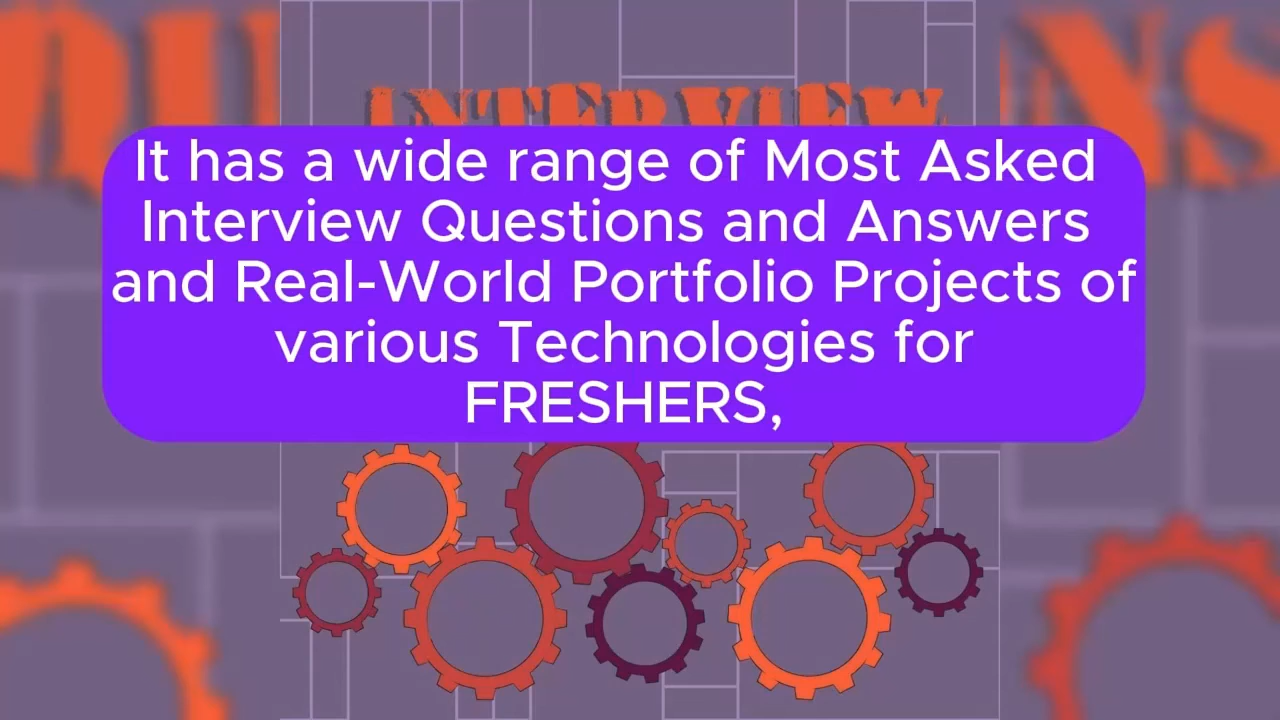 INTERVIEW
It has a wide range of Most Asked
Interview Questions and Answers
and Real-World Portfolio Projects of
various Technologies for
FRESHERS,